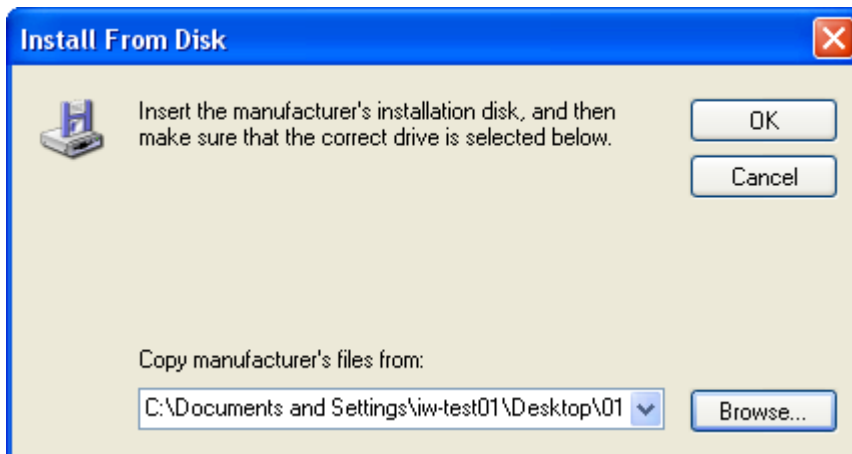 Install From Disk
Insert the manufacturer's installation disk, and then
make sure that the correct drive is selected below.
OK
Cancel
Copy manufacturer's files from:
C:\Documents and Settings\iw-test01\Desktop\01
Browse...